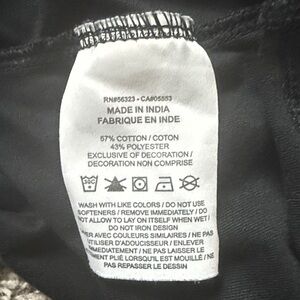 RN#56323 • CA#05553
MADE IN INDIA
FABRIQUE EN INDE
57% COTTON / COTON
43% POLYESTER
EXCLUSIVE OF DECORATION /
DECORATION NON COMPRISE
30C
WASH WITH LIKE COLORS / DO NOT USE
SOFTENERS / REMOVE IMMEDIATELY / DO
NOT ALLOW TO LAY ON ITSELF WHEN WET /
DO NOT IRON DESIGN
AVEC COULEURS SIMILAIRES / NE PAS
UTILISER D'ADOUCISSEUR / ENLEVER
IMMEDIATEMENT / NE PAS LAISSER LE
PLIÉ LORSQU'IL EST MOUILLÉ / NE
PAS REPASSER LE DESSIN